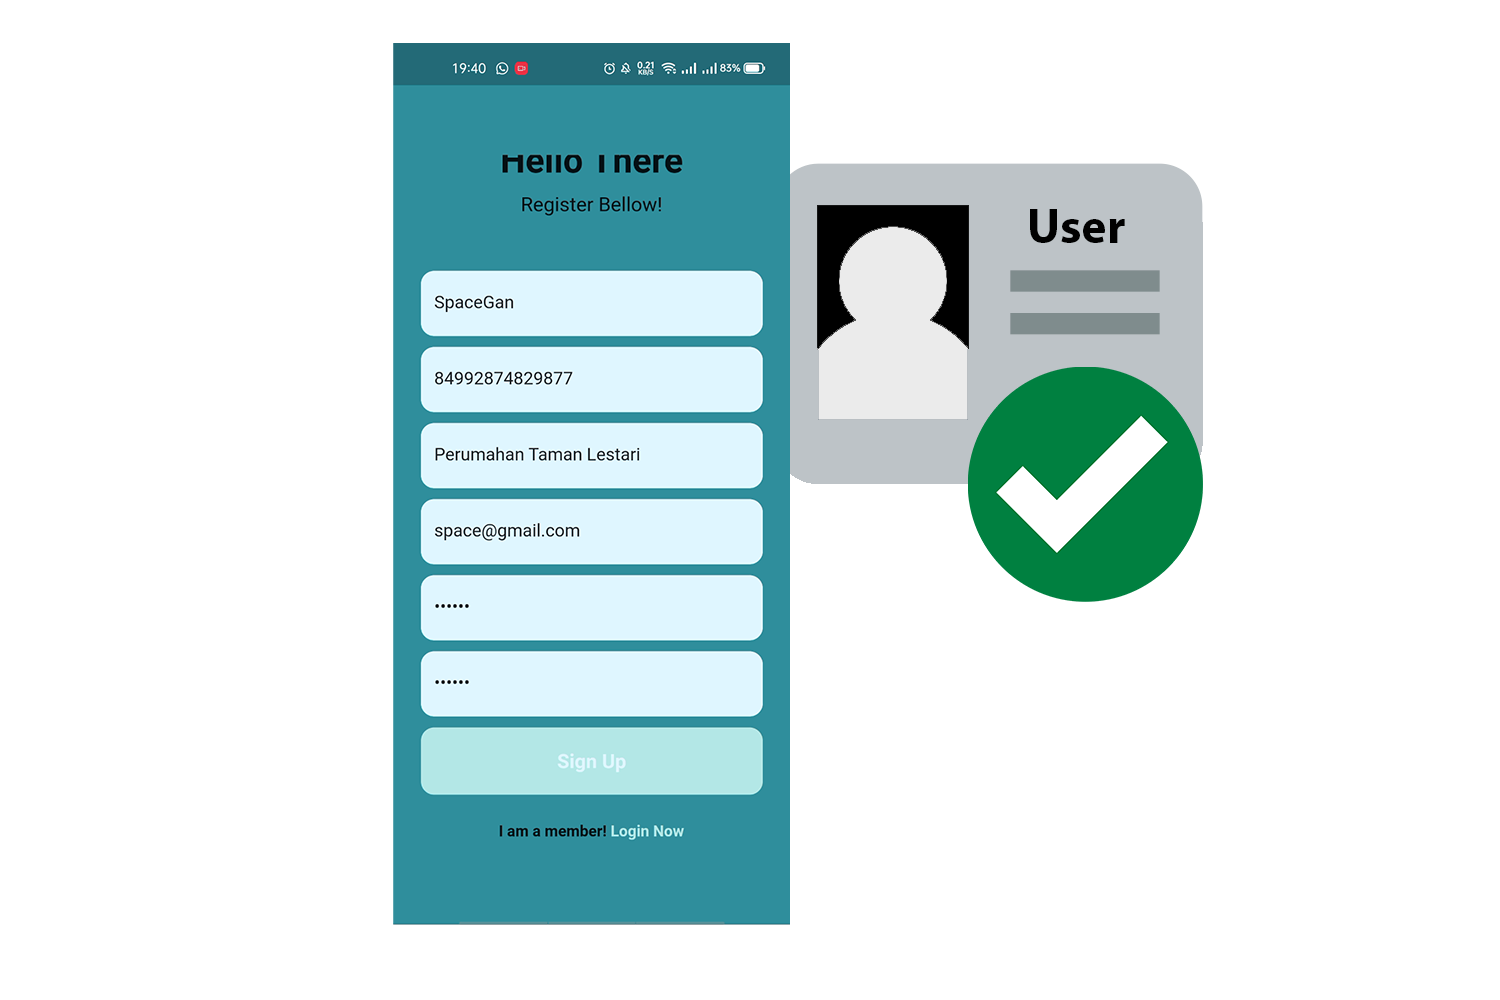 19:40 0.21 KB/S 83%
Hello There
Register Bellow!
SpaceGan
84992874829877
Perumahan Taman Lestari
space@gmail.com
••••••
••••••
Sign Up
I am a member! Login Now
User